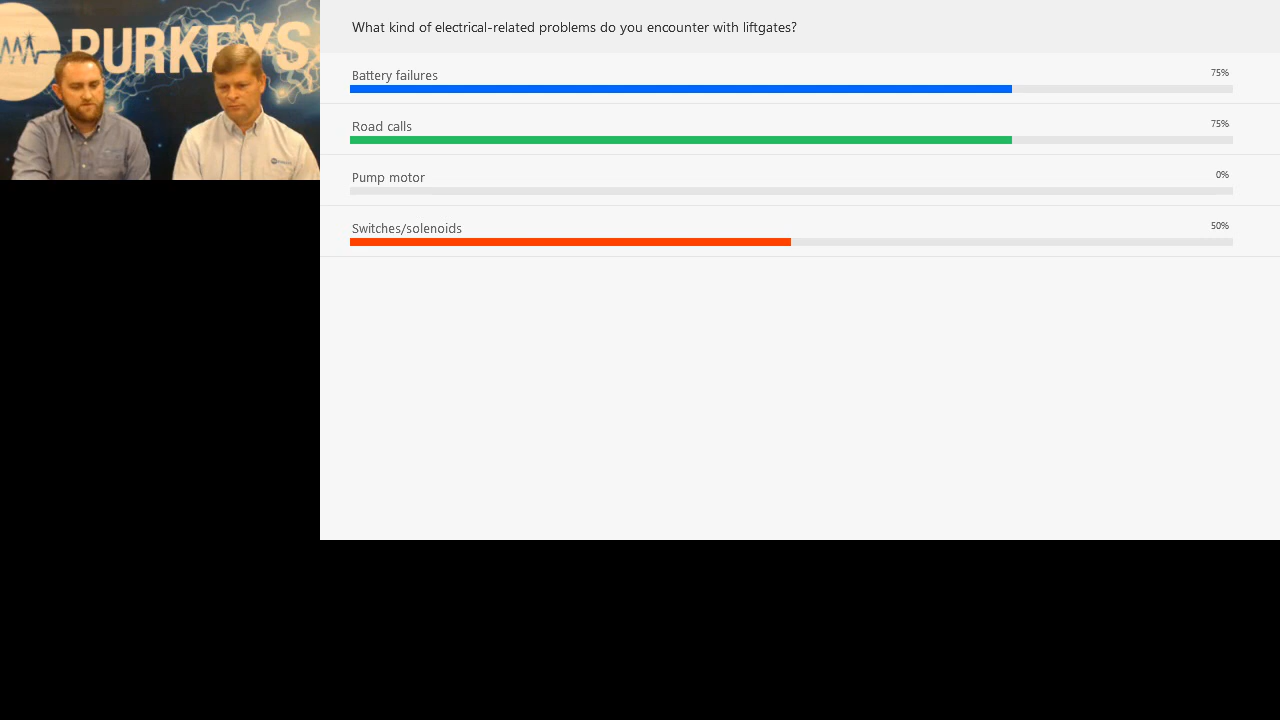 PURKEYS
What kind of electrical-related problems do you encounter with liftgates?
Battery failures 75%
Road calls 75%
Pump motor 0%
Switches/solenoids 50%